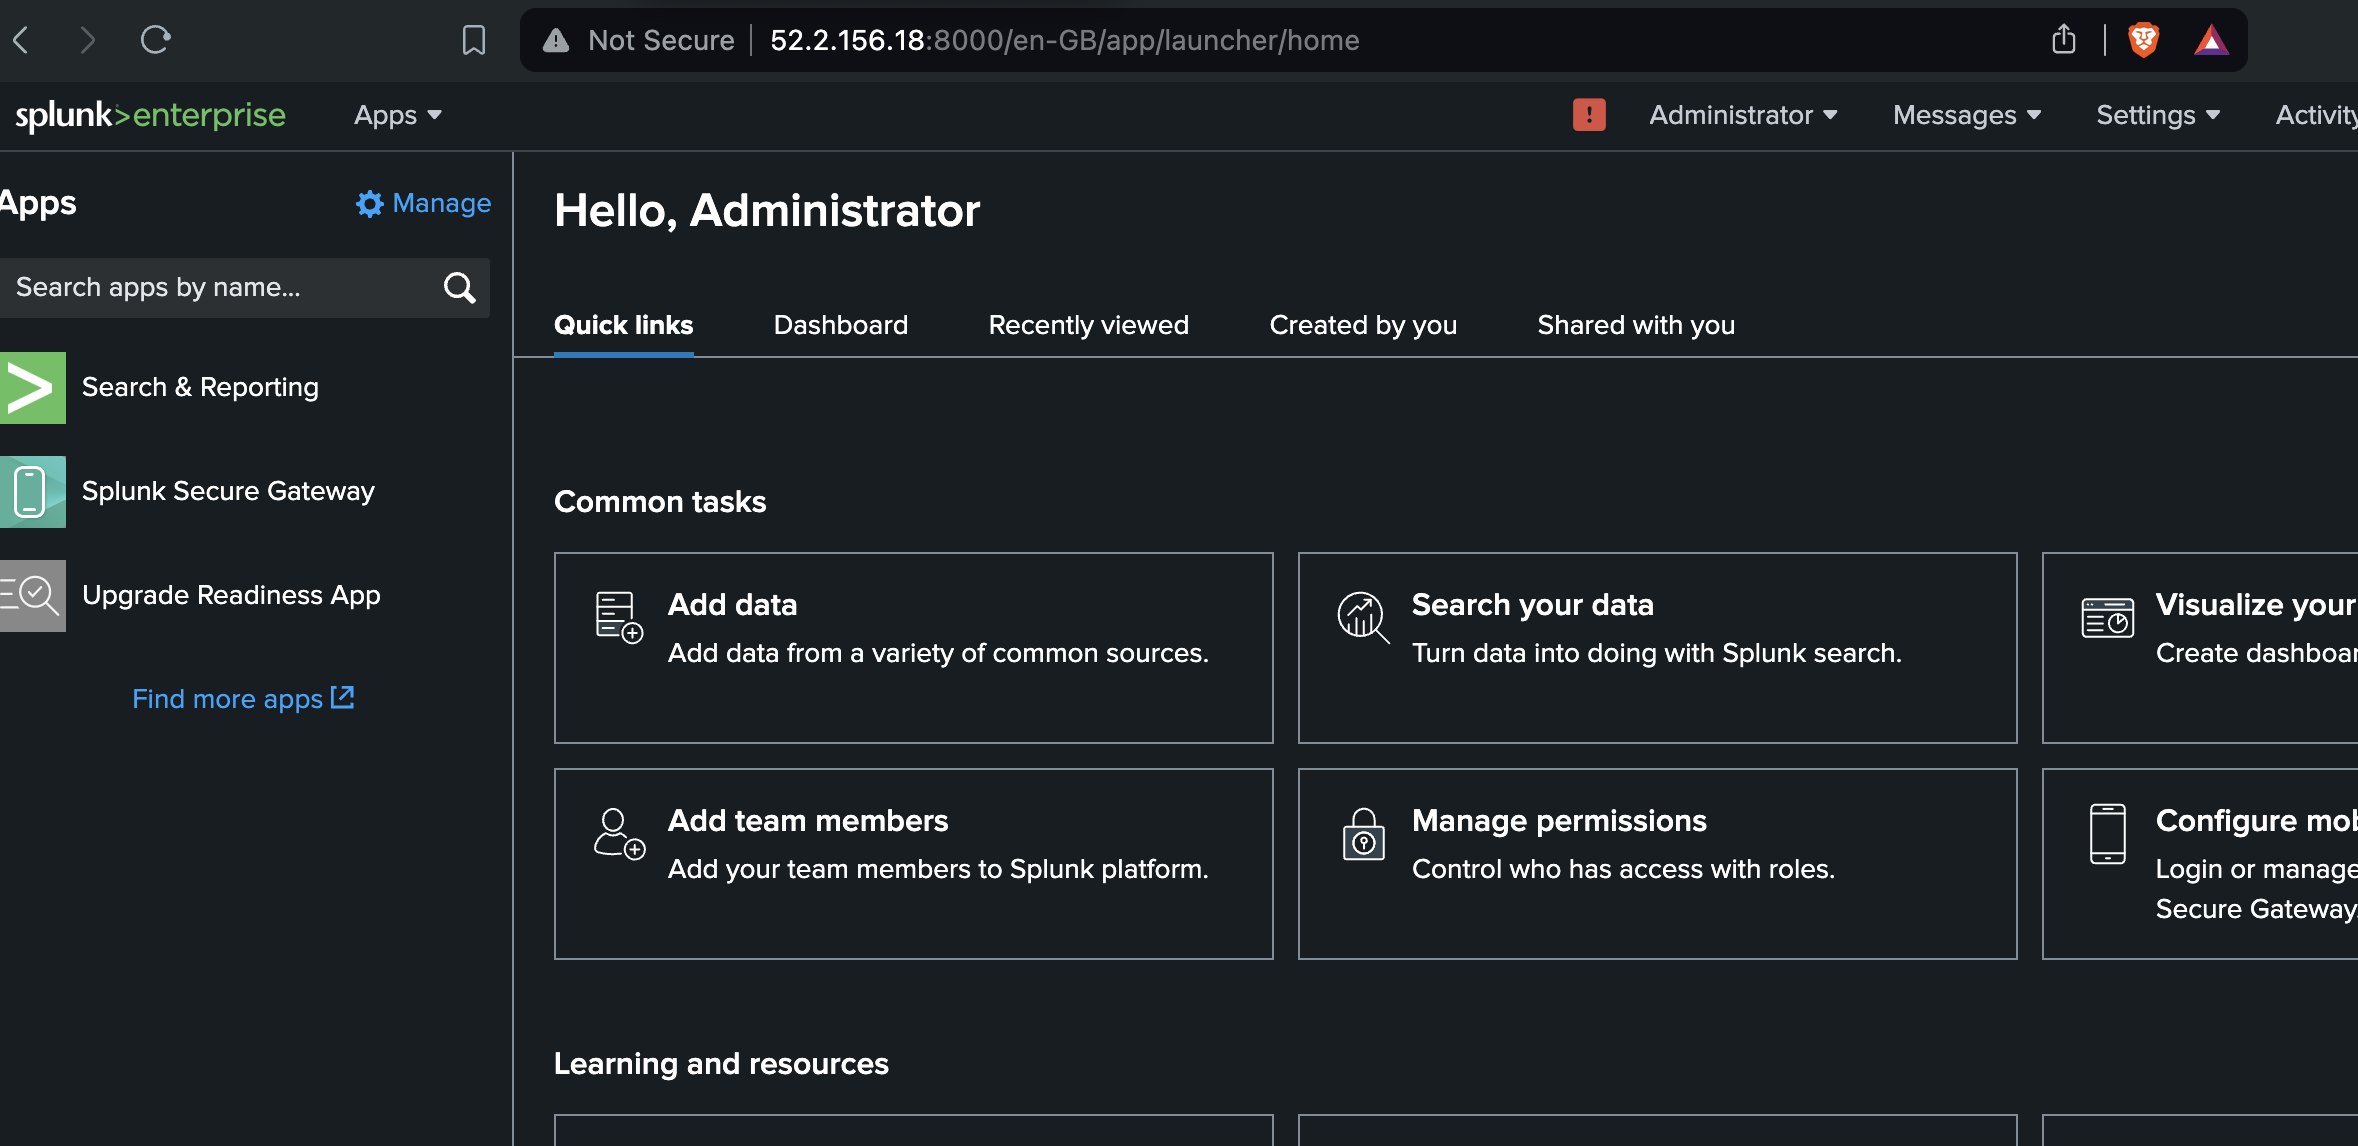 Not Secure 52.2.156.18:8000/en-GB/app/launcher/home
splunk>enterprise Apps ! Administrator Messages Settings Activity
Apps Manage
Search apps by name...
Search & Reporting
Splunk Secure Gateway
Upgrade Readiness App
Find more apps
Hello, Administrator
Quick links Dashboard Recently viewed Created by you Shared with you
Common tasks
Add data
Add data from a variety of common sources.
Search your data
Turn data into doing with Splunk search.
Visualize your
Create dashboar
Add team members
Add your team members to Splunk platform.
Manage permissions
Control who has access with roles.
Configure mob
Login or manage
Secure Gateway.
Learning and resources